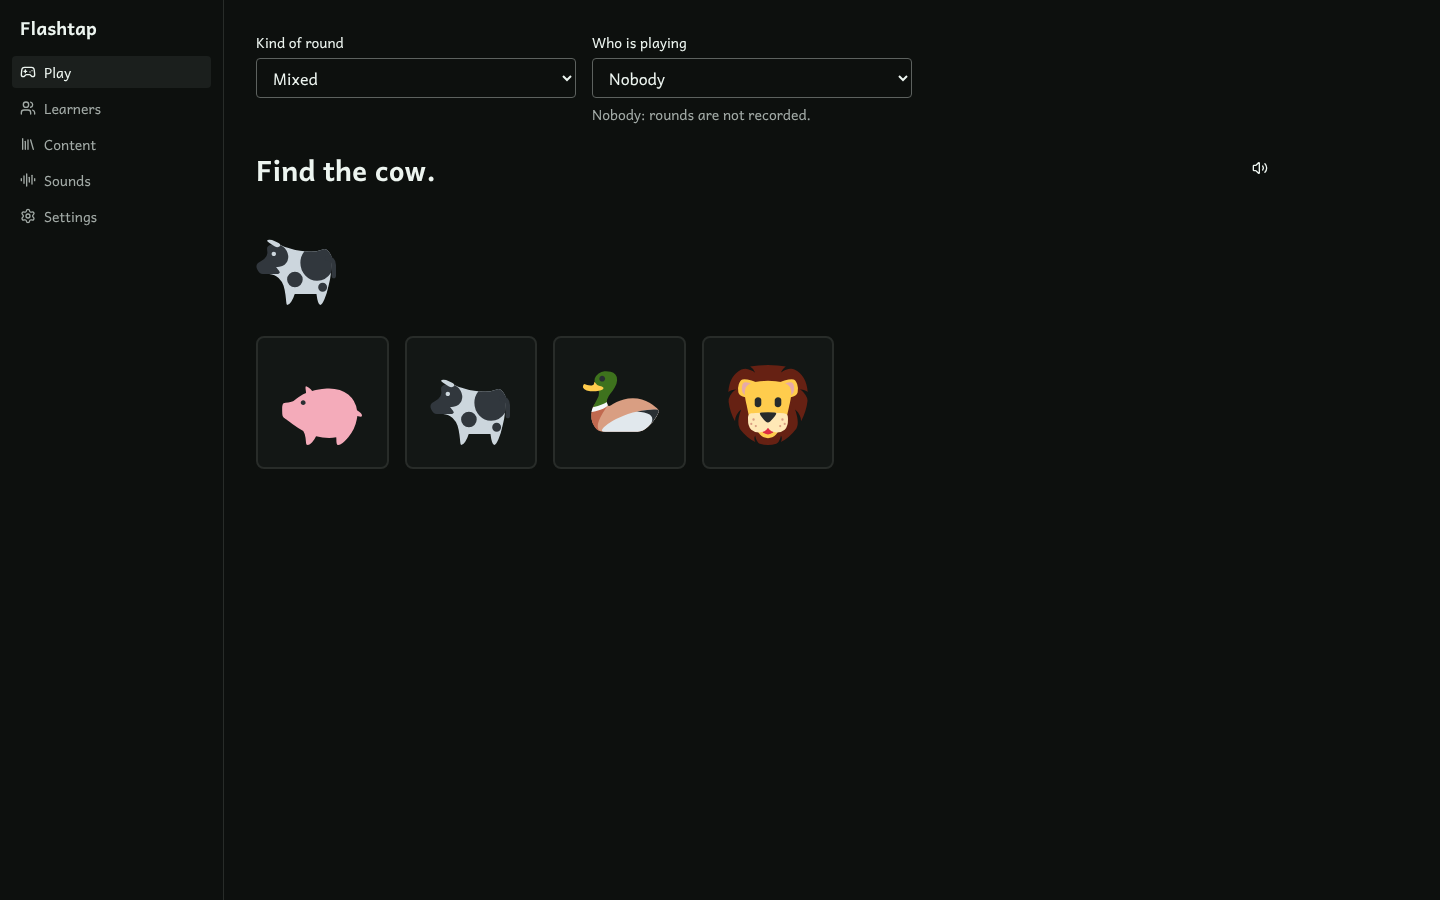 Flashtap
Play
Learners
Content
Sounds
Settings
Kind of round
Mixed
Who is playing
Nobody
Nobody: rounds are not recorded.
Find the cow.